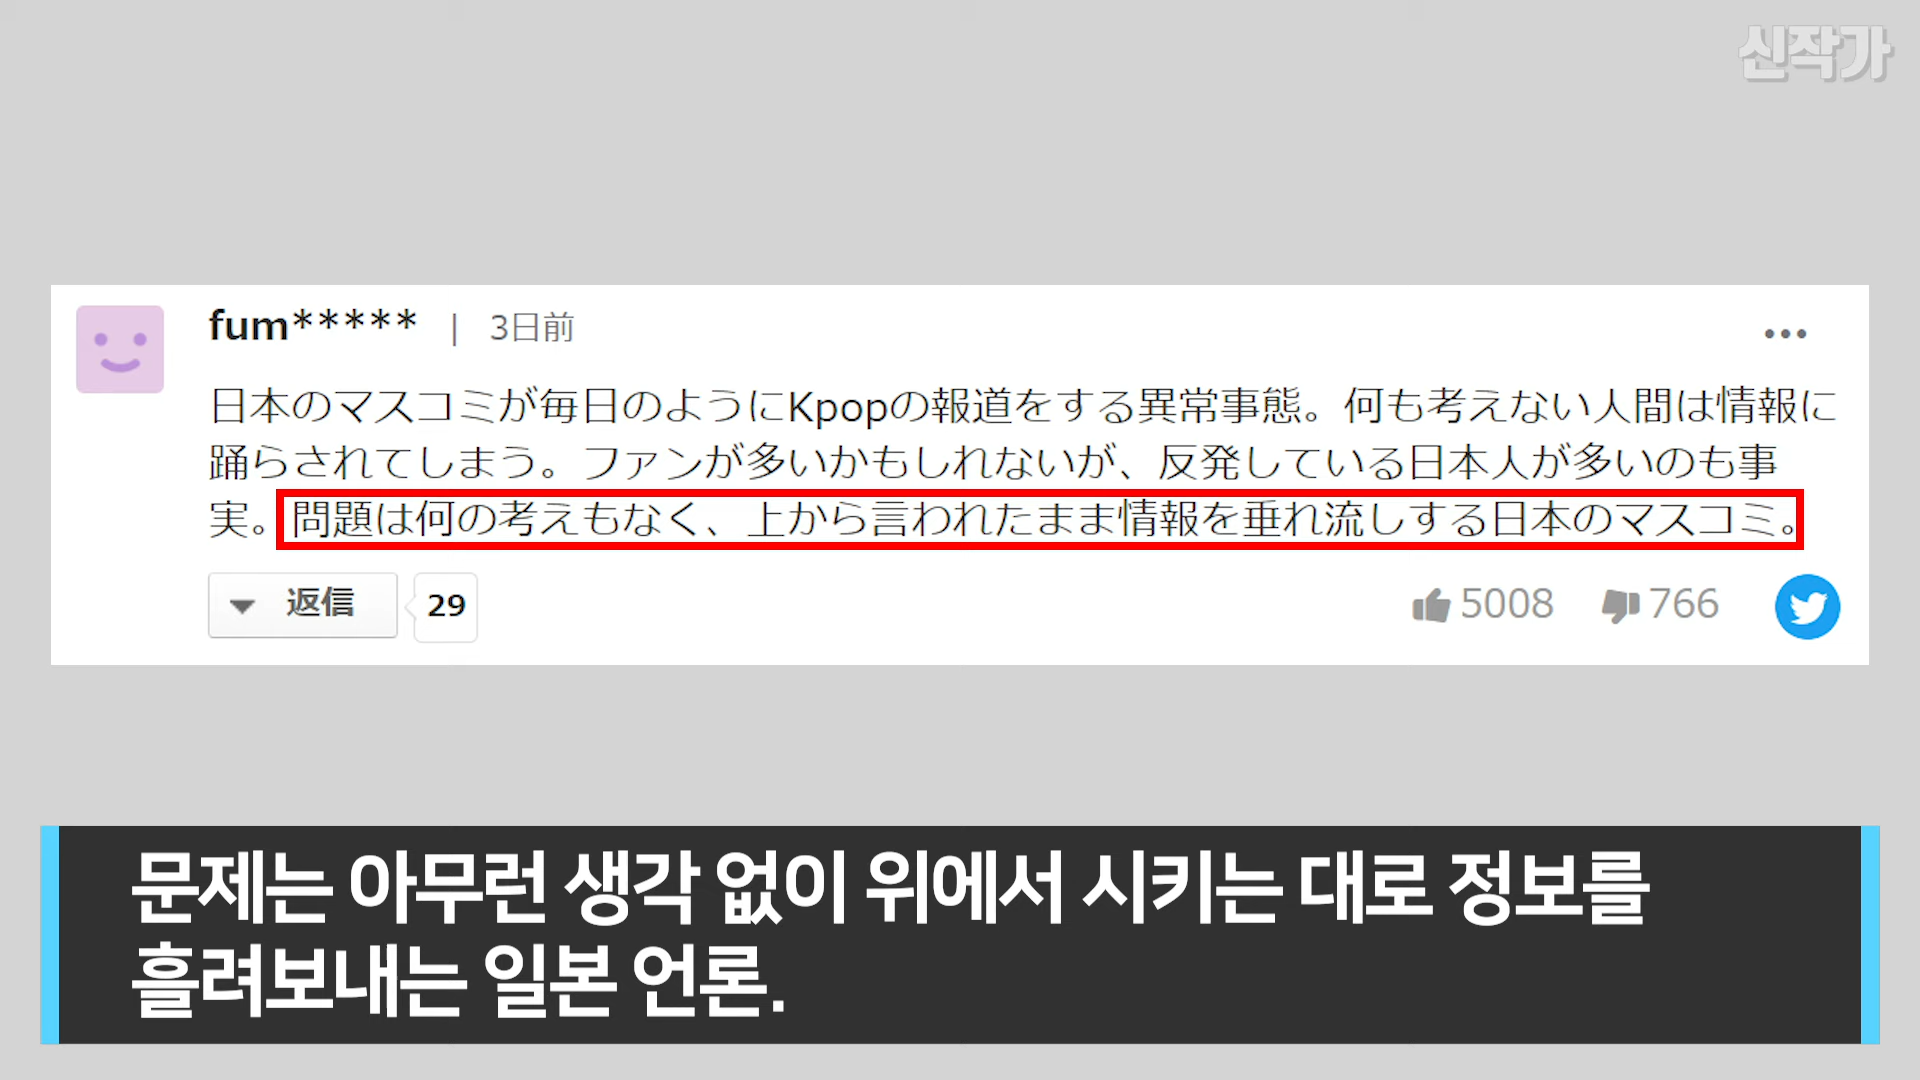 신작가
fum***** | 3日前
日本のマスコミが毎日のようにKpopの報道をする異常事態。何も考えない人間は情報に
踊らされてしまう。ファンが多いかもしれないが、反発している日本人が多いのも事
実。問題は何の考えもなく、上から言われたまま情報を垂れ流しする日本のマスコミ。
返信 29
5008 766
문제는 아무런 생각 없이 위에서 시키는 대로 정보를
흘려보내는 일본 언론.